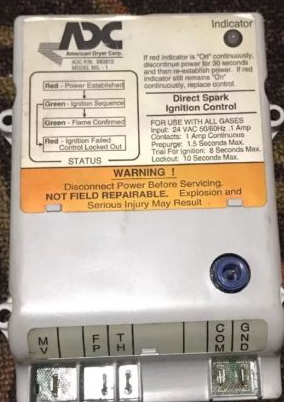 Indicator
ADC
American Dryer Corp.
ADC P/N. 880815
MODEL ML - 1
If red indicator is "On" continuously,
discontinue power for 30 seconds
and then re-establish power. If red
indicator still remains "On"
continuously, replace control.
Red - Power Established
Green - Ignition Sequence
Green - Flame Confirmed
Red - Ignition Failed
Control Locked Out
STATUS
Direct Spark
Ignition Control
FOR USE WITH ALL GASES
Input: 24 VAC 50/60Hz .1 Amp
Contacts: 1 Amp Continuous
Prepurge: 1.5 Seconds Max.
Trial For Ignition: 8 Seconds Max.
Lockout: 10 Seconds Max.
WARNING !
Disconnect Power Before Servicing.
NOT FIELD REPAIRABLE. Explosion and
Serious Injury May Result
MV
FP
TH
COM
GND